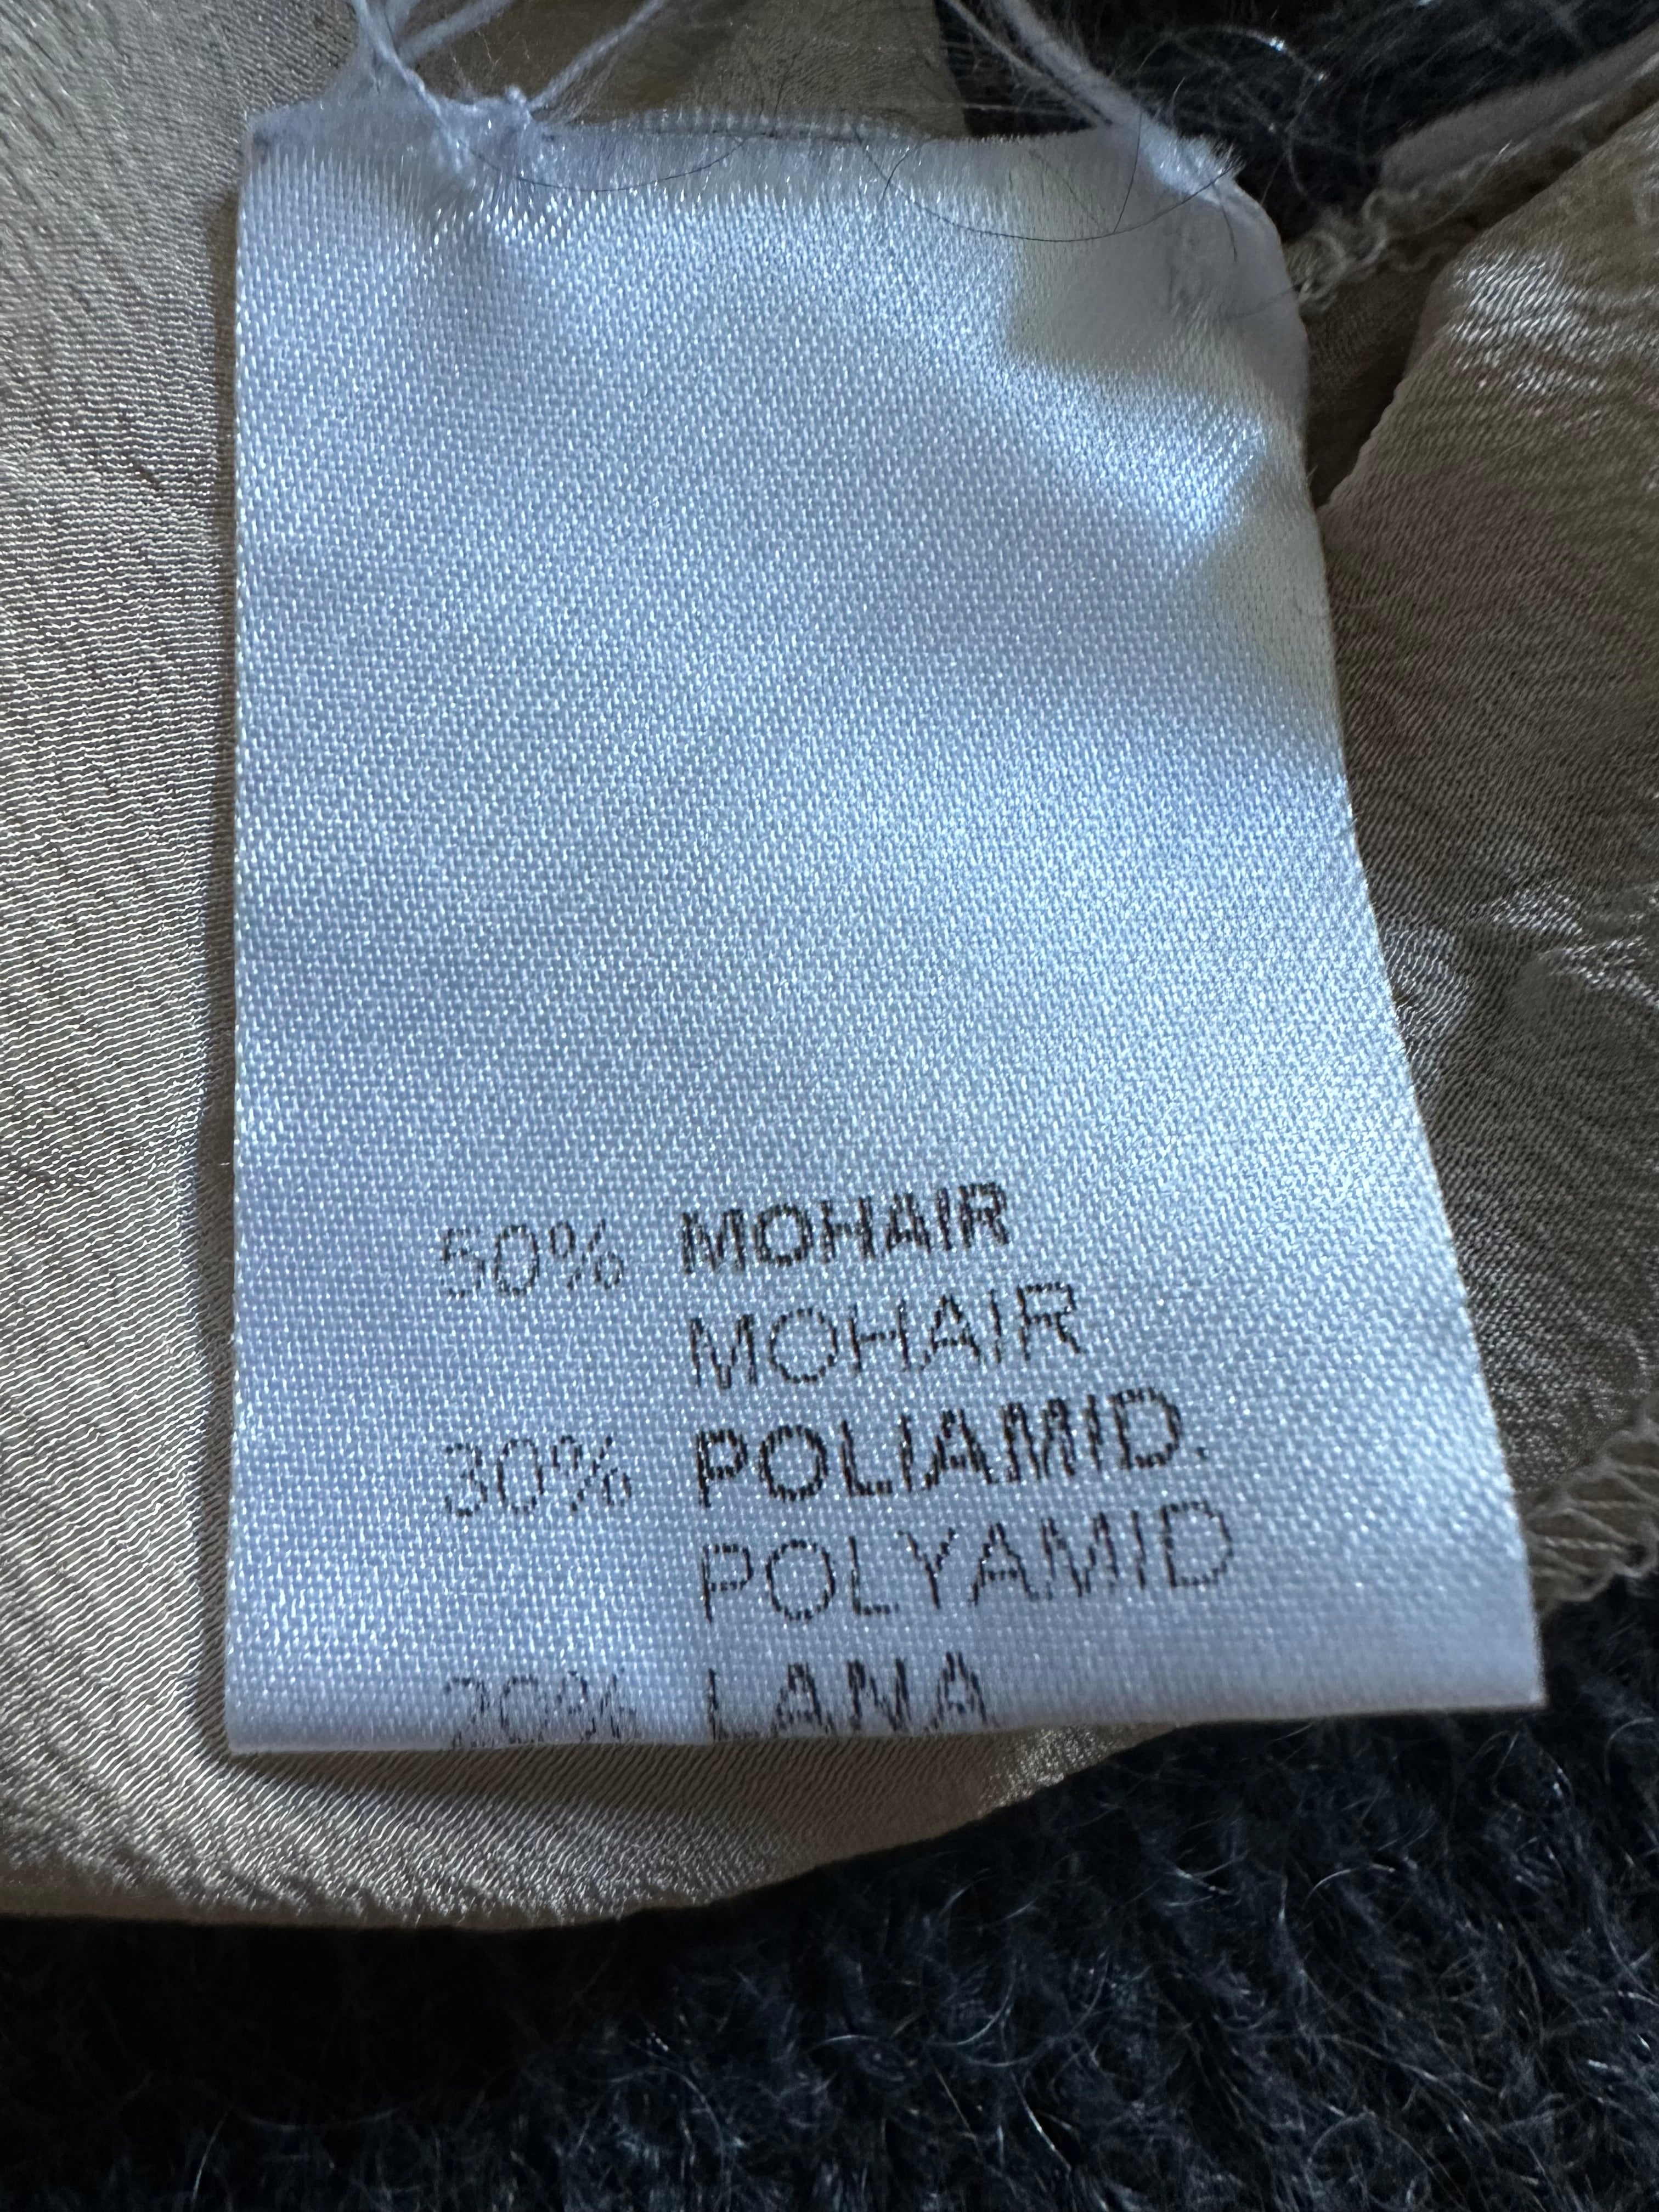 50% MOHAIR
MOHAIR
30% POLIAMID.
POLYAMID
20% LANA